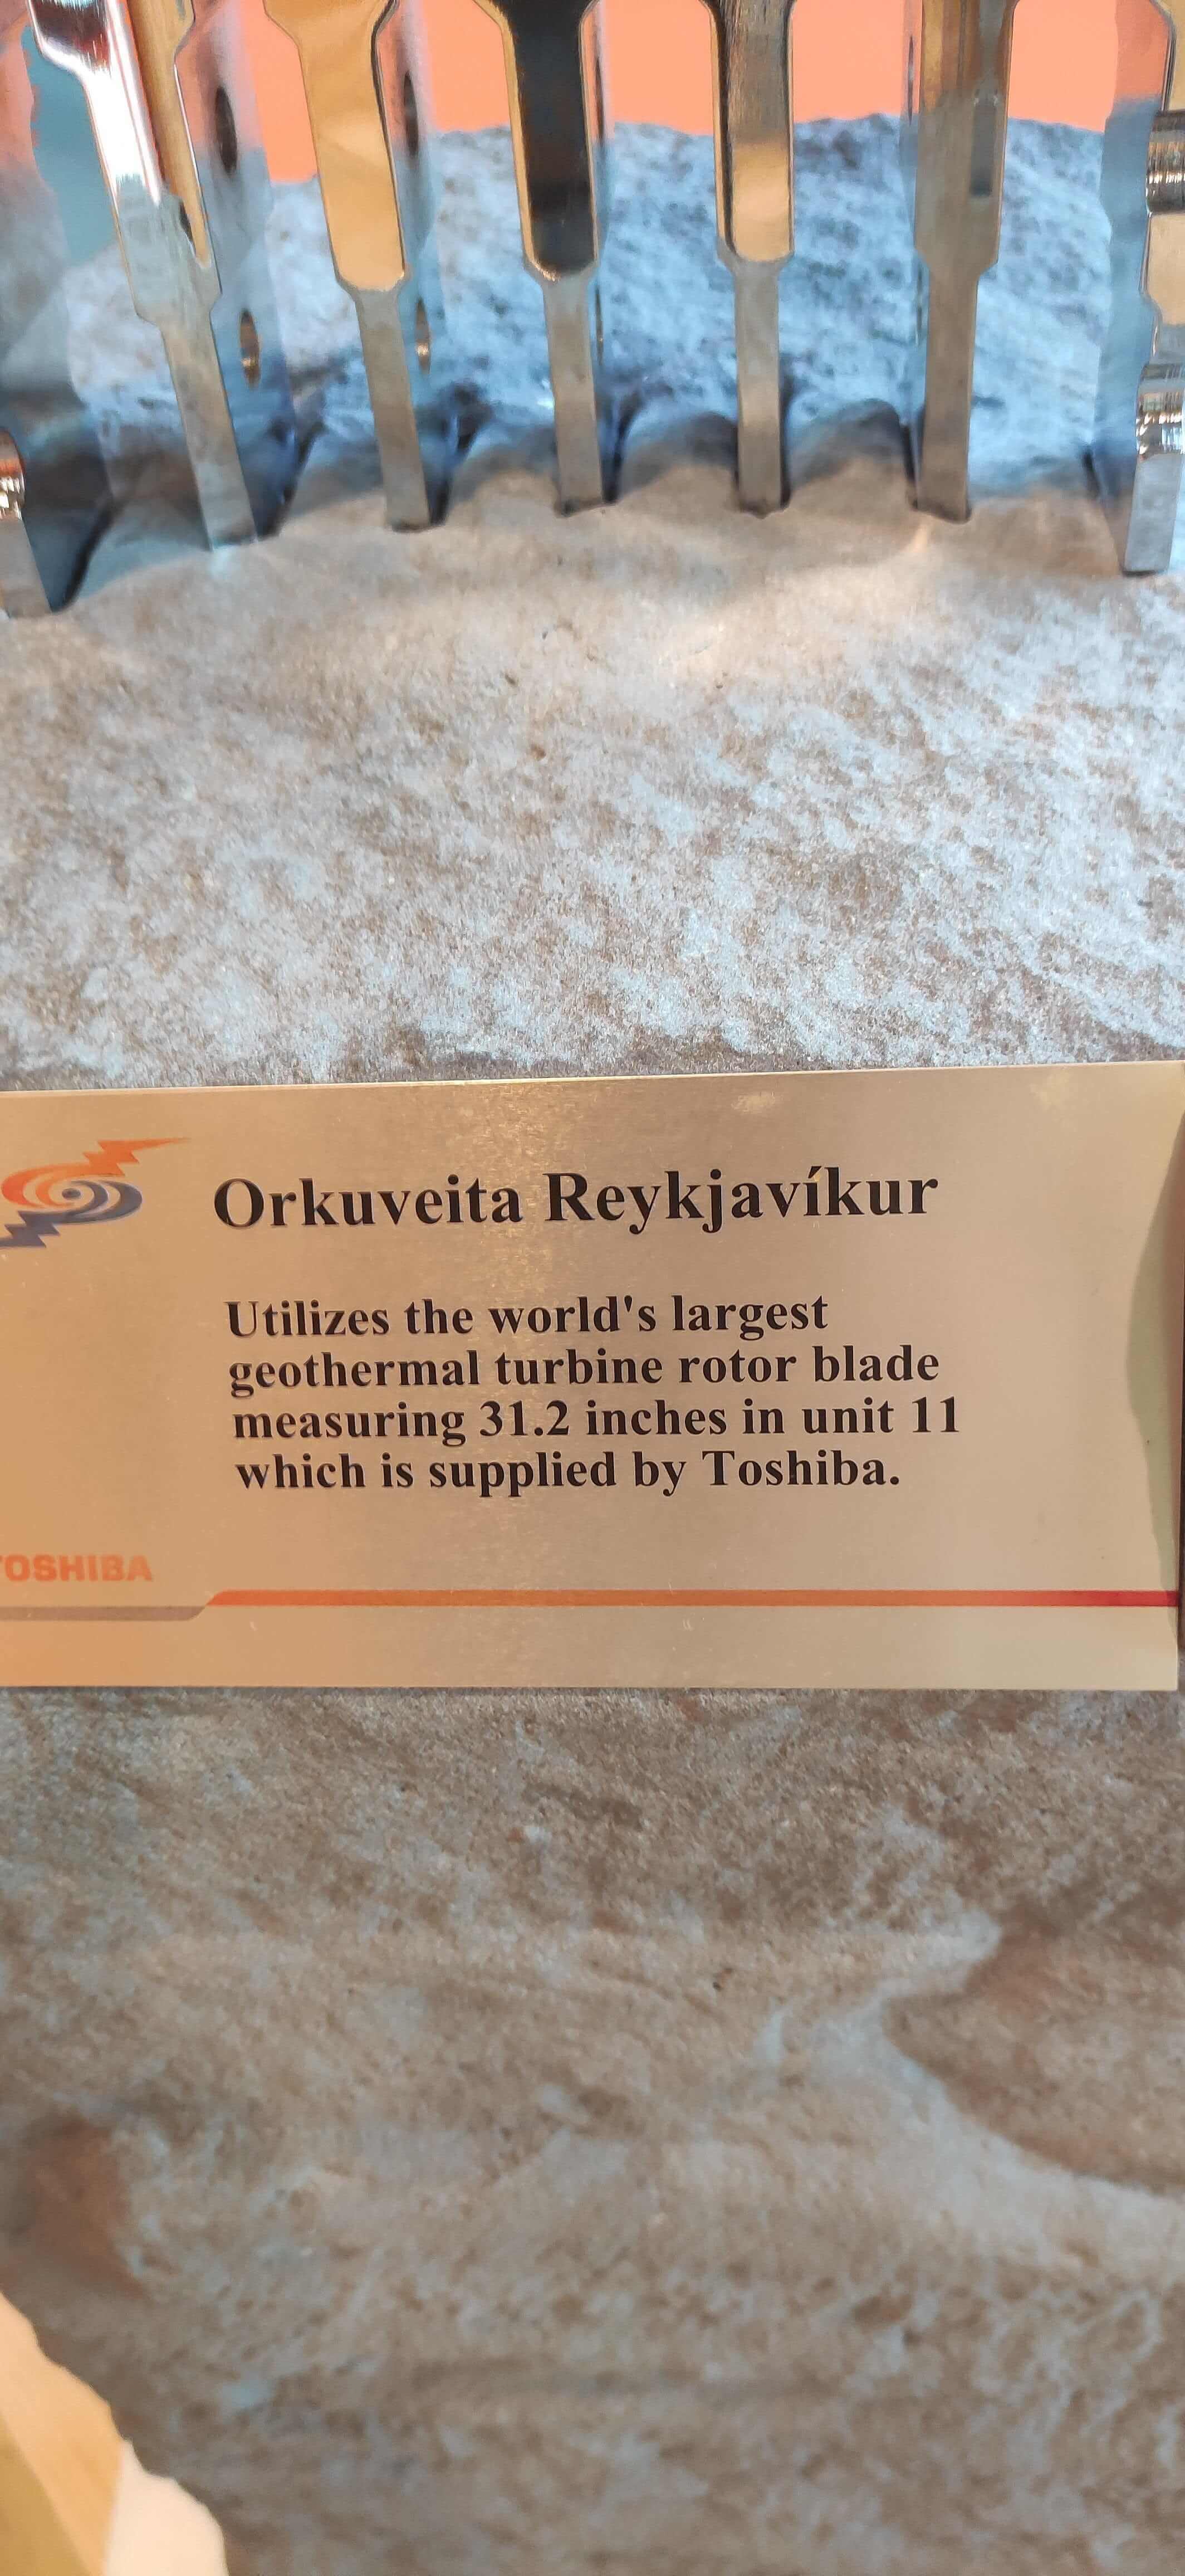 Orkuveita Reykjavíkur
Utilizes the world's largest
geothermal turbine rotor blade
measuring 31.2 inches in unit 11
which is supplied by Toshiba.
TOSHIBA